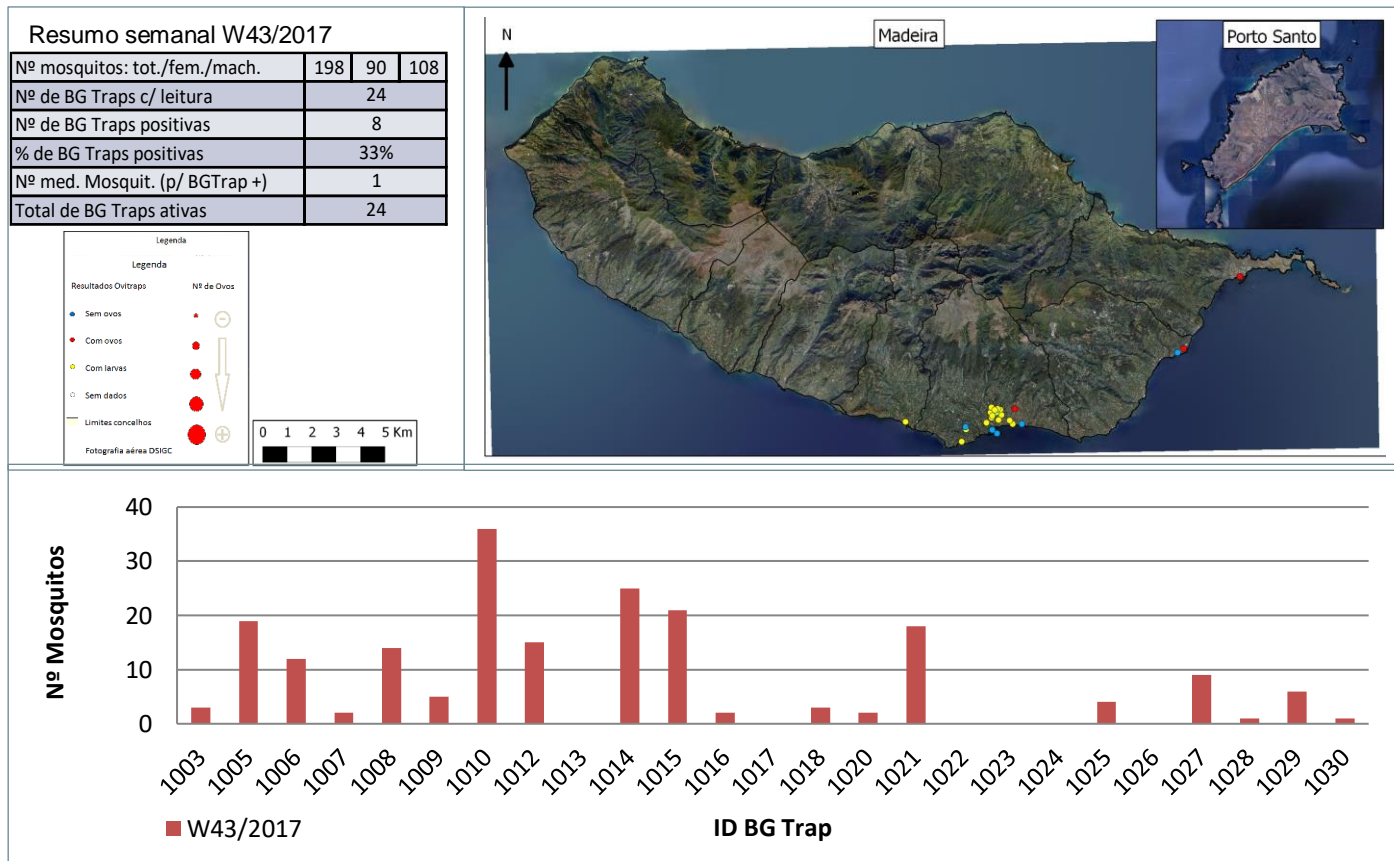 Resumo semanal W43/2017
Nº mosquitos: tot./fem./mach. 198 90 108
Nº de BG Traps c/ leitura 24
Nº de BG Traps positivas 8
% de BG Traps positivas 33%
Nº med. Mosquit. (p/ BGTrap +) 1
Total de BG Traps ativas 24
Legenda
Legenda
Resultados Ovitraps Nº de Ovos
Sem ovos
Com ovos
Com larvas
Sem dados
Limites concelhos
Fotografia aérea DSIGC
0 1 2 3 4 5 Km
N
Madeira
Porto Santo
Nº Mosquitos
40
30
20
10
0
1003 1005 1006 1007 1008 1009 1010 1012 1013 1014 1015 1016 1017 1018 1020 1021 1022 1023 1024 1025 1026 1027 1028 1029 1030
W43/2017
ID BG Trap